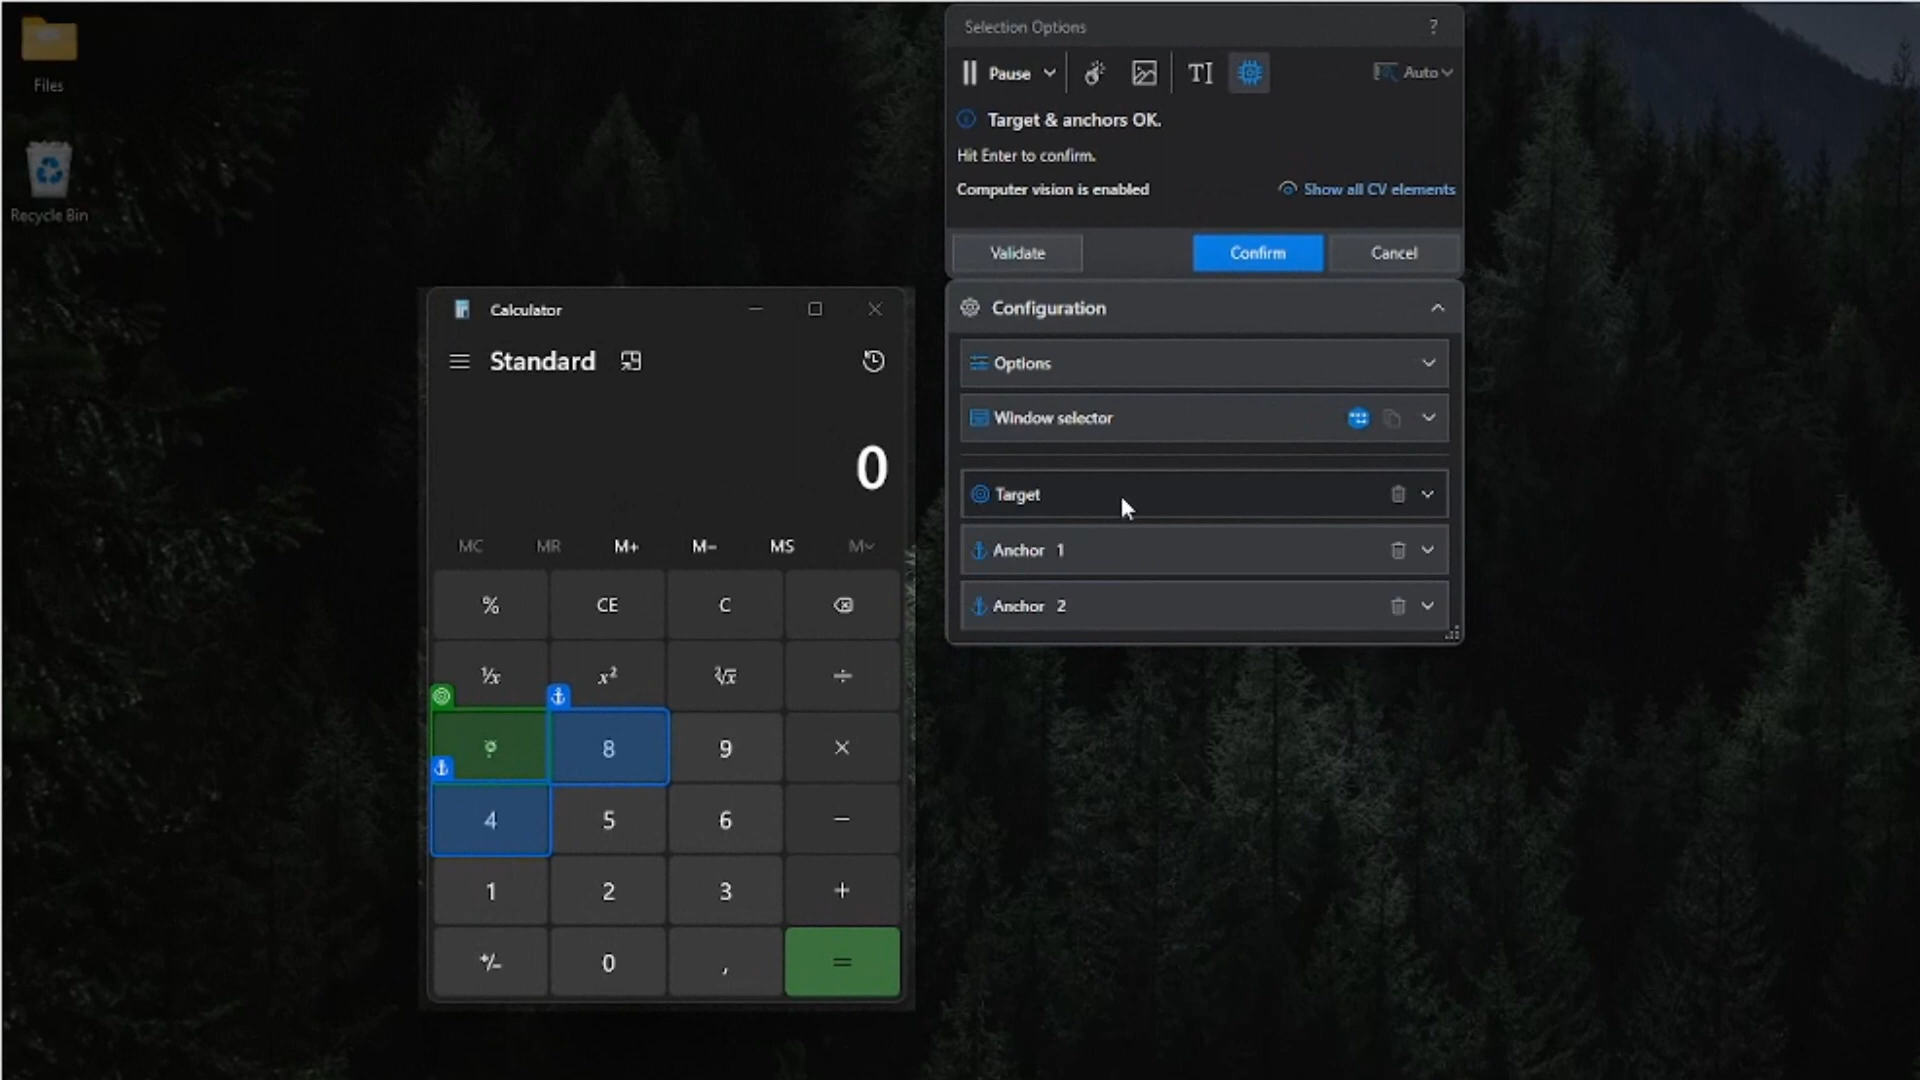 Files
Recycle Bin
Selection Options ?
Pause
TI
Auto
Target & anchors OK.
Hit Enter to confirm.
Computer vision is enabled
Show all CV elements
Validate
Confirm
Cancel
Configuration
Options
Window selector
Target
Anchor 1
Anchor 2
Calculator
Standard
0
MC MR M+ M− MS M
% CE C
¹/x x² ²√x ÷
8 9 ×
4 5 6 −
1 2 3 +
+/− 0 , =